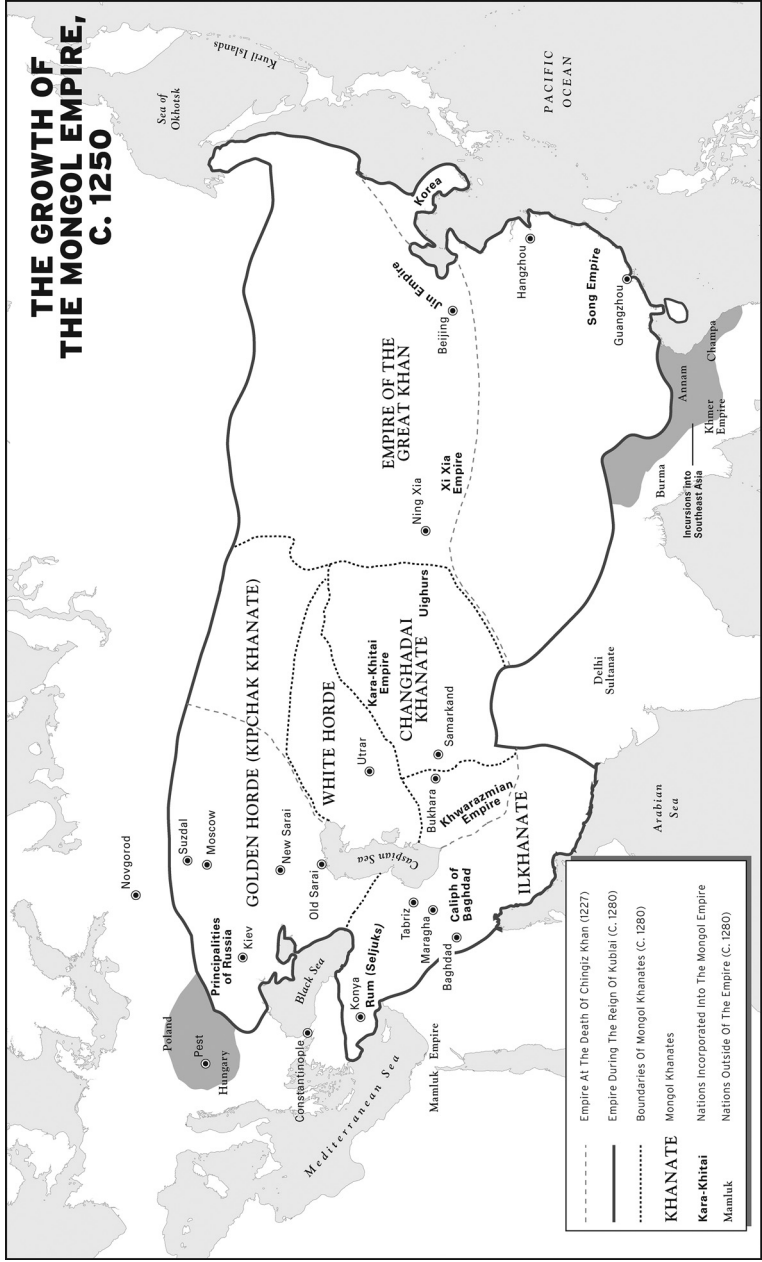 THE GROWTH OF
THE MONGOL EMPIRE,
C. 1250
Kuril Islands
Sea of
Okhotsk
PACIFIC
OCEAN
Korea
Jin Empire
Beijing
Hangzhou
Song Empire
Guangzhou
EMPIRE OF THE
GREAT KHAN
Xi Xia
Empire
Ning Xia
Annam
Champa
Khmer
Empire
Burma
Incursions into
Southeast Asia
Uighurs
CHANGHADAI
KHANATE
Kara-Khitai
Empire
GOLDEN HORDE (KIPCHAK KHANATE)
WHITE HORDE
Utrar
Samarkand
Bukhara
Khwarazmian
Empire
Delhi
Sultanate
Arabian
Sea
ILKHANATE
Caspian Sea
Novgorod
Suzdal
Moscow
New Sarai
Old Sarai
Principalities
of Russia
Kiev
Tabriz
Maragha
Caliph of
Baghdad
Baghdad
Black Sea
Konya
Rum (Seljuks)
Poland
Pest
Hungary
Constantinople
Mediterranean Sea
Mamluk Empire
Empire At The Death Of Chingiz Khan (1227)
Empire During The Reign Of Kublai (C. 1280)
Boundaries Of Mongol Khanates (C. 1280)
KHANATE Mongol Khanates
Kara-Khitai Nations Incorporated Into The Mongol Empire
Mamluk Nations Outside Of The Empire (C. 1280)